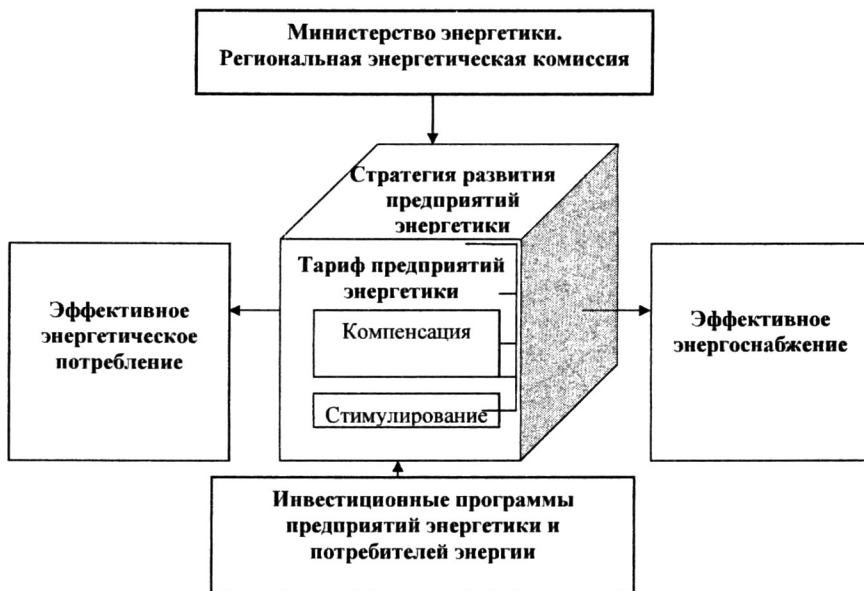 Министерство энергетики.
Региональная энергетическая комиссия
Стратегия развития
предприятий
энергетики
Тариф предприятий
энергетики
Компенсация
Стимулирование
Эффективное
энергетическое
потребление
Эффективное
энергоснабжение
Инвестиционные программы
предприятий энергетики и
потребителей энергии